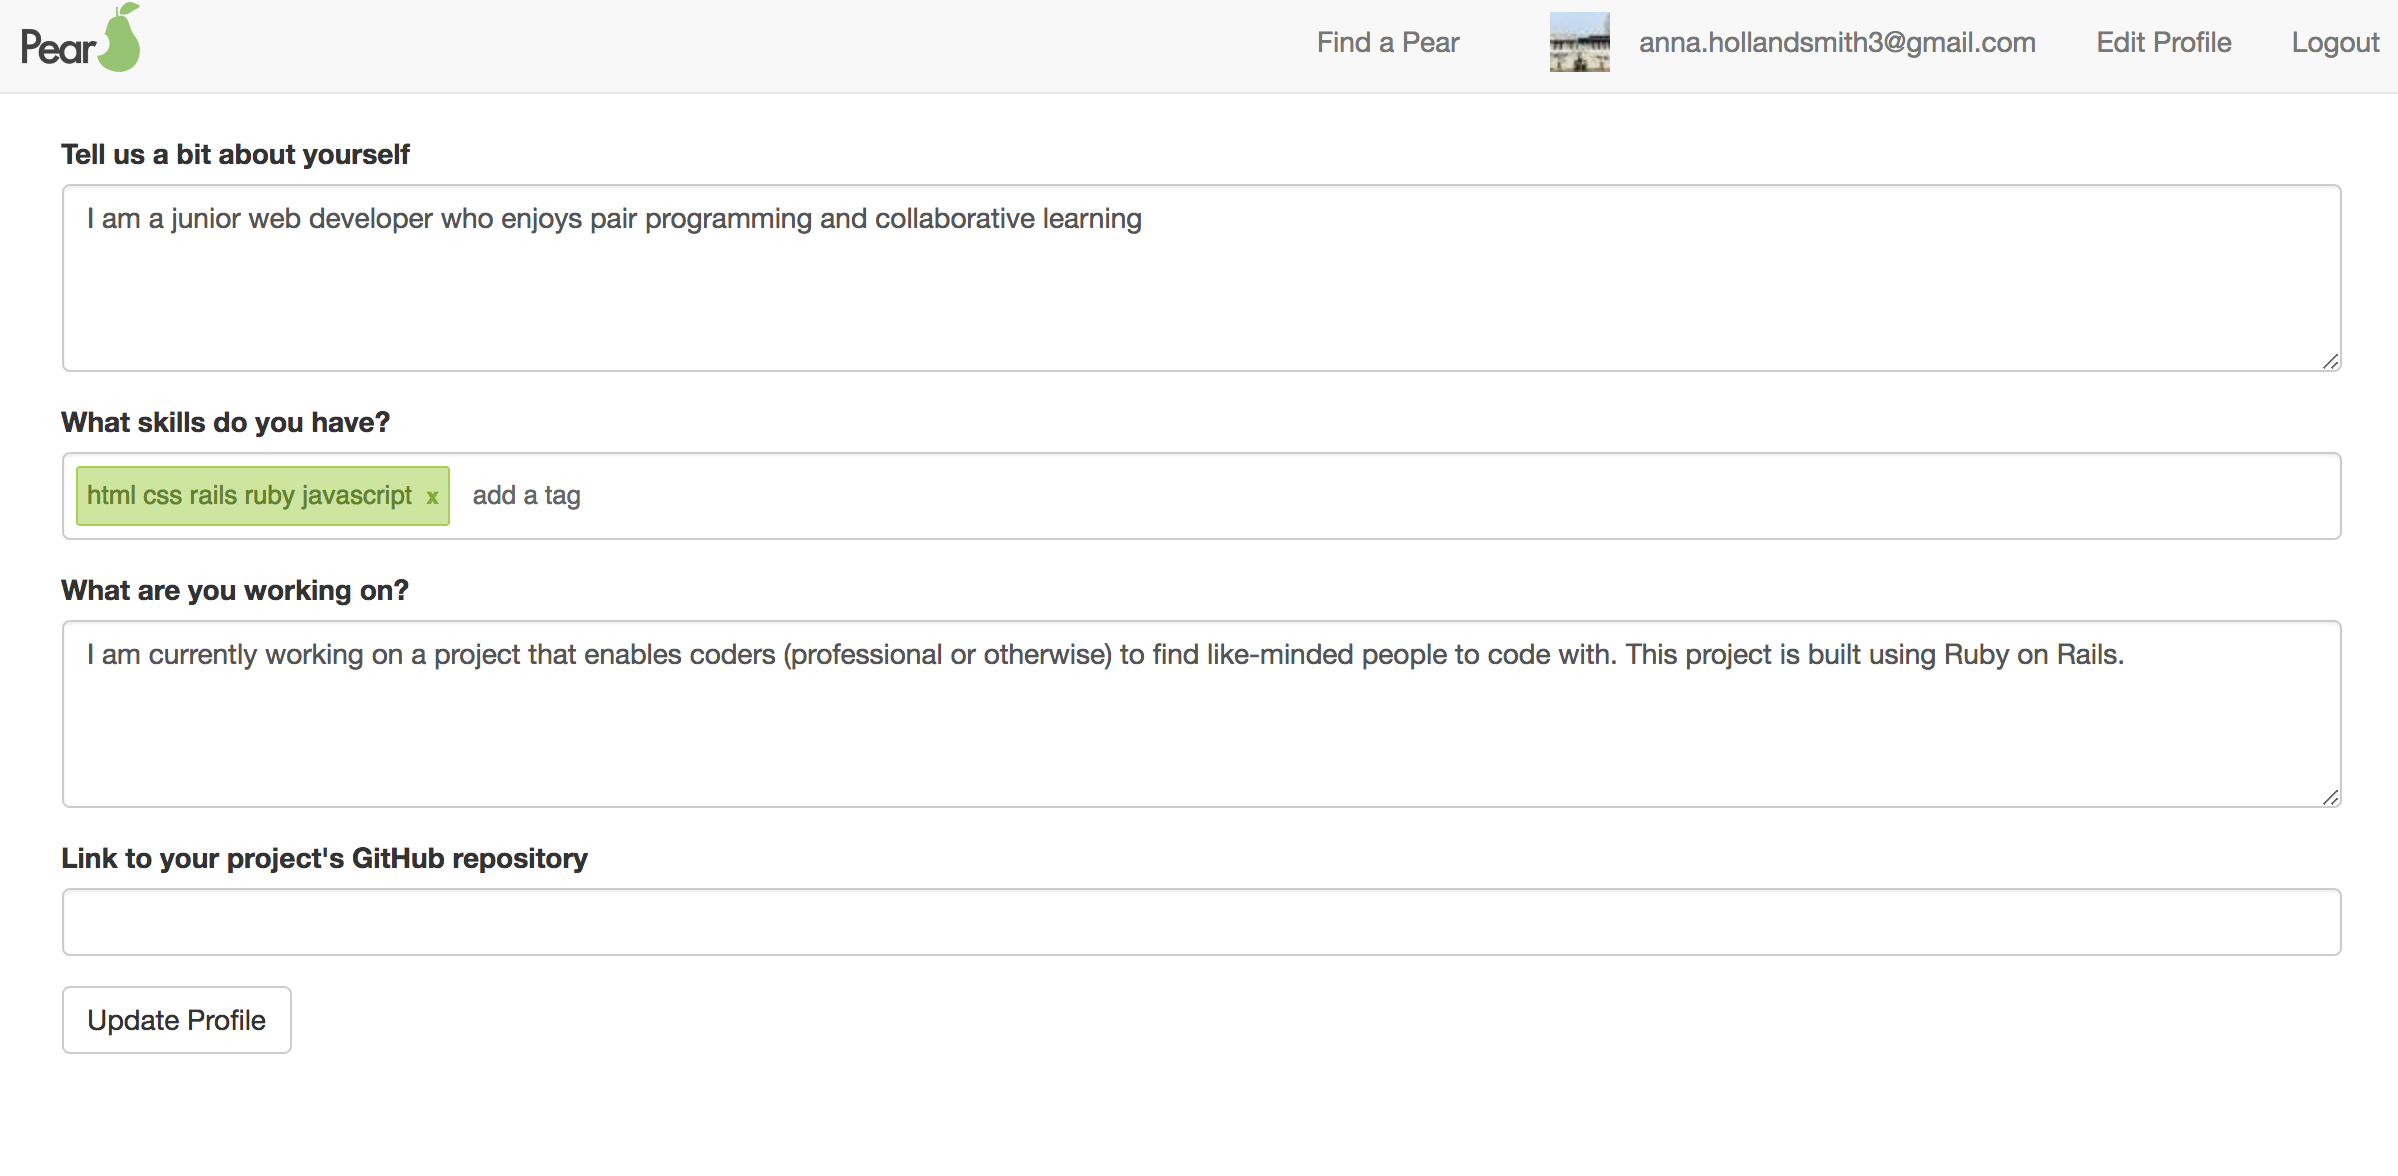 Pear
Find a Pear
anna.hollandsmith3@gmail.com
Edit Profile
Logout
Tell us a bit about yourself
I am a junior web developer who enjoys pair programming and collaborative learning
What skills do you have?
html css rails ruby javascript x add a tag
What are you working on?
I am currently working on a project that enables coders (professional or otherwise) to find like-minded people to code with. This project is built using Ruby on Rails.
Link to your project's GitHub repository
Update Profile